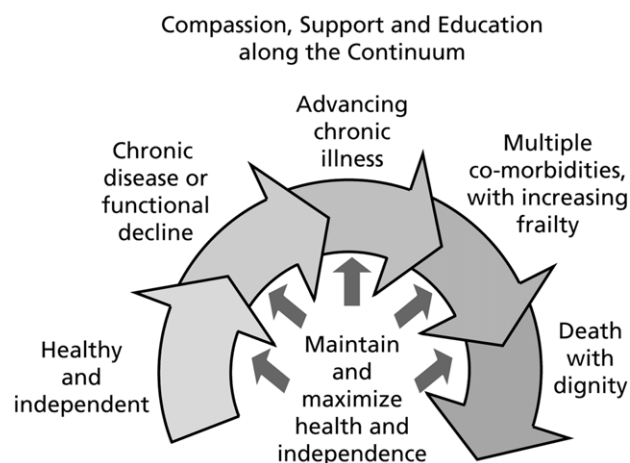 Compassion, Support and Education
along the Continuum
Advancing
chronic
illness
Chronic
disease or
functional
decline
Multiple
co-morbidities,
with increasing
frailty
Healthy
and
independent
Maintain
and
maximize
health and
independence
Death
with
dignity